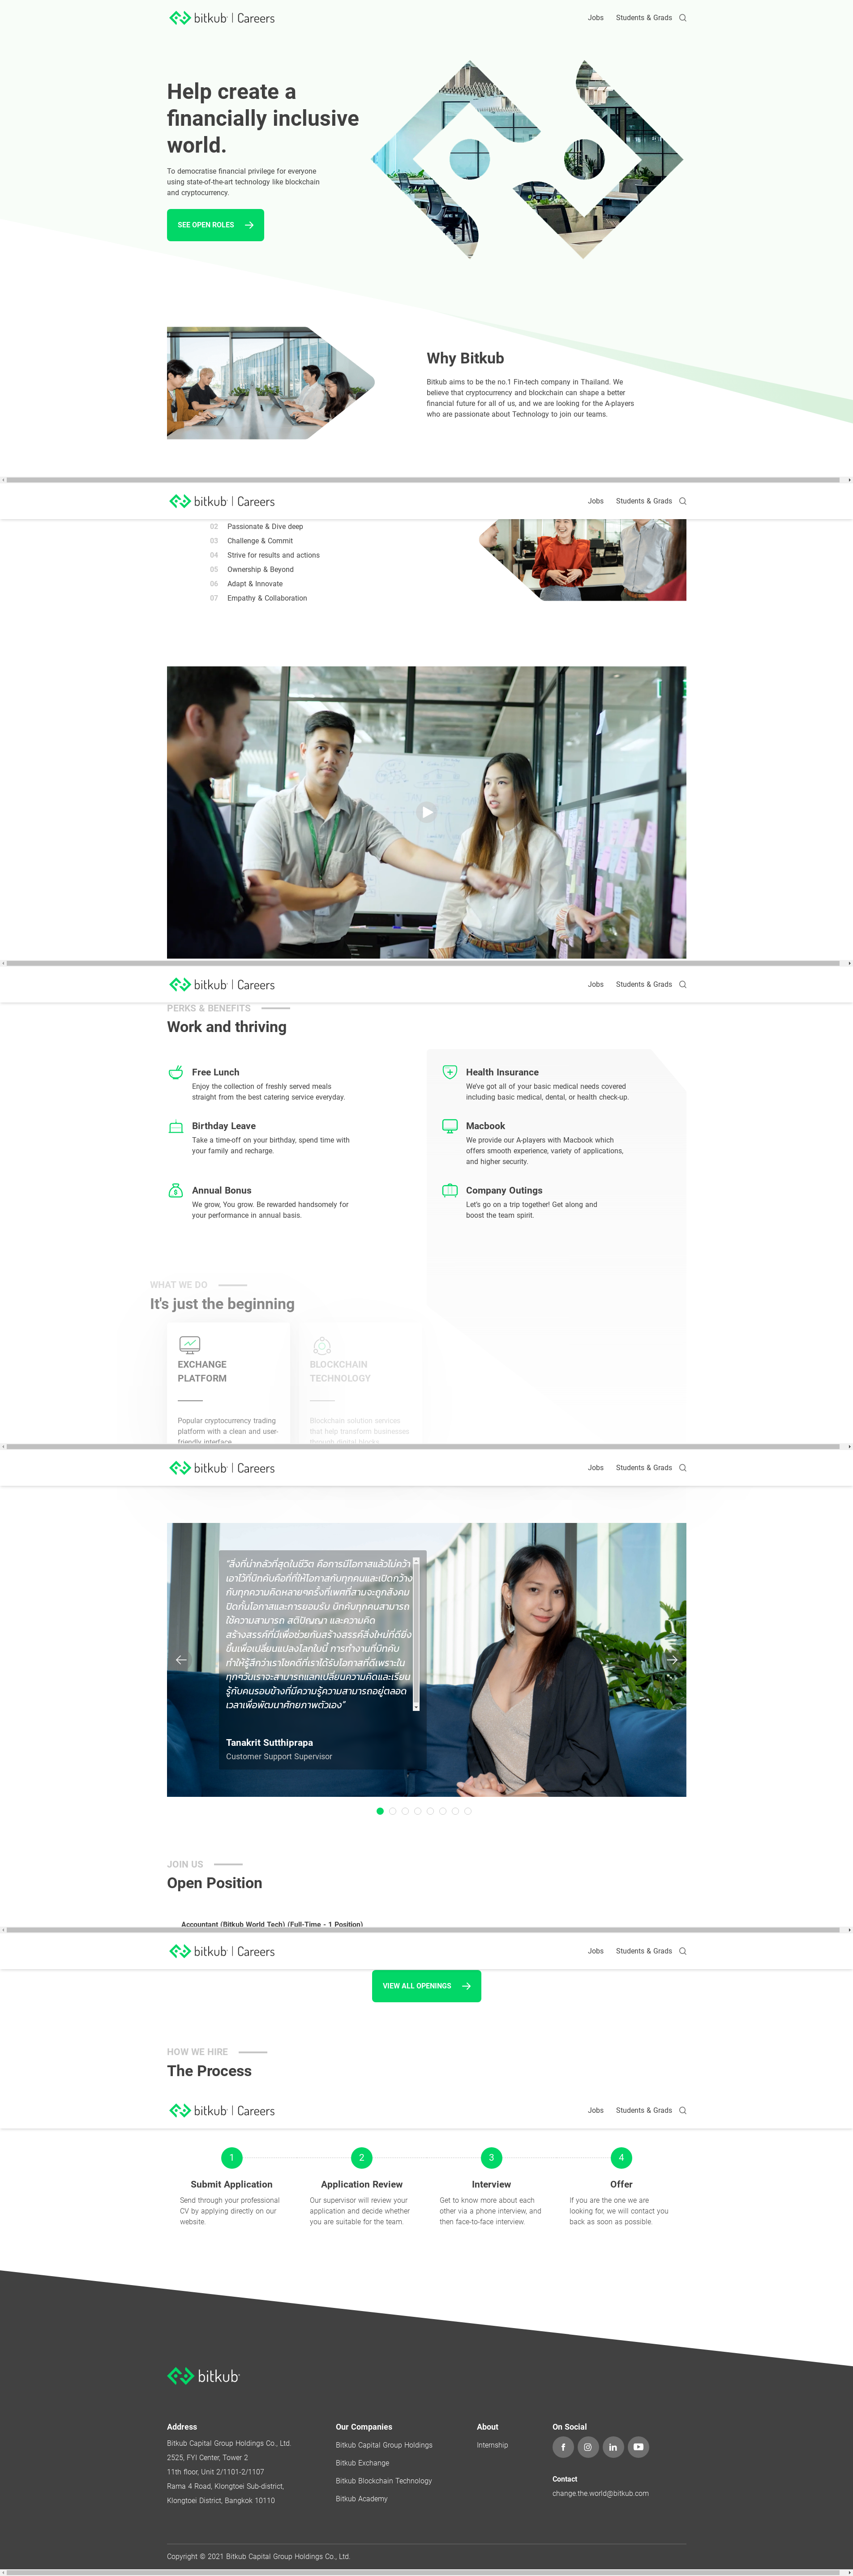 bitkub | Careers
Jobs
Students & Grads
Help create a
financially inclusive
world.
To democratise financial privilege for everyone
using state-of-the-art technology like blockchain
and cryptocurrency.
SEE OPEN ROLES
Why Bitkub
Bitkub aims to be the no.1 Fin-tech company in Thailand. We
believe that cryptocurrency and blockchain can shape a better
financial future for all of us, and we are looking for the A-players
who are passionate about Technology to join our teams.
bitkub | Careers
Jobs
Students & Grads
02 Passionate & Dive deep
03 Challenge & Commit
04 Strive for results and actions
05 Ownership & Beyond
06 Adapt & Innovate
07 Empathy & Collaboration
bitkub | Careers
Jobs
Students & Grads
PERKS & BENEFITS
Work and thriving
Free Lunch
Enjoy the collection of freshly served meals
straight from the best catering service everyday.
Health Insurance
We've got all of your basic medical needs covered
including basic medical, dental, or health check-up.
Birthday Leave
Take a time-off on your birthday, spend time with
your family and recharge.
Macbook
We provide our A-players with Macbook which
offers smooth experience, variety of applications,
and higher security.
Annual Bonus
We grow, You grow. Be rewarded handsomely for
your performance in annual basis.
Company Outings
Let's go on a trip together! Get along and
boost the team spirit.
WHAT WE DO
It's just the beginning
EXCHANGE
PLATFORM
Popular cryptocurrency trading
platform with a clean and user-
friendly interface
BLOCKCHAIN
TECHNOLOGY
Blockchain solution services
that help transform businesses
through digital blocks
bitkub | Careers
Jobs
Students & Grads
"สิ่งที่น่ากลัวที่สุดในชีวิต คือการมีโอกาสแล้วไม่คว้า
เอาไว้ที่บิทคับคือที่ที่ให้โอกาสกับทุกคนและเปิดกว้าง
กับทุกความคิดหลายๆครั้งที่เพศที่สามจะถูกสังคม
ปิดกั้นโอกาสและการยอมรับ บิทคับทุกคนสามารถ
ใช้ความสามารถ สติปัญญา และความคิด
สร้างสรรค์ที่มีเพื่อช่วยกันสร้างสรรค์สิ่งใหม่ที่ดียิ่ง
ขึ้นเพื่อเปลี่ยนแปลงโลกใบนี้ การทำงานที่บิทคับ
ทำให้รู้สึกว่าเราโชคดีที่เราได้รับโอกาสที่ดีเพราะใน
ทุกๆวันเราจะสามารถแลกเปลี่ยนความคิดและเรียน
รู้กับคนรอบข้างที่มีความรู้ความสามารถอยู่ตลอด
เวลาเพื่อพัฒนาศักยภาพตัวเอง"
Tanakrit Sutthiprapa
Customer Support Supervisor
JOIN US
Open Position
Accountant (Bitkub World Tech) (Full-Time - 1 Position)
bitkub | Careers
Jobs
Students & Grads
VIEW ALL OPENINGS
HOW WE HIRE
The Process
bitkub | Careers
Jobs
Students & Grads
1
Submit Application
Send through your professional
CV by applying directly on our
website.
2
Application Review
Our supervisor will review your
application and decide whether
you are suitable for the team.
3
Interview
Get to know more about each
other via a phone interview, and
then face-to-face interview.
4
Offer
If you are the one we are
looking for, we will contact you
back as soon as possible.
bitkub
Address
Bitkub Capital Group Holdings Co., Ltd.
2525, FYI Center, Tower 2
11th floor, Unit 2/1101-2/1107
Rama 4 Road, Klongtoei Sub-district,
Klongtoei District, Bangkok 10110
Our Companies
Bitkub Capital Group Holdings
Bitkub Exchange
Bitkub Blockchain Technology
Bitkub Academy
About
Internship
On Social
Contact
change.the.world@bitkub.com
Copyright © 2021 Bitkub Capital Group Holdings Co., Ltd.